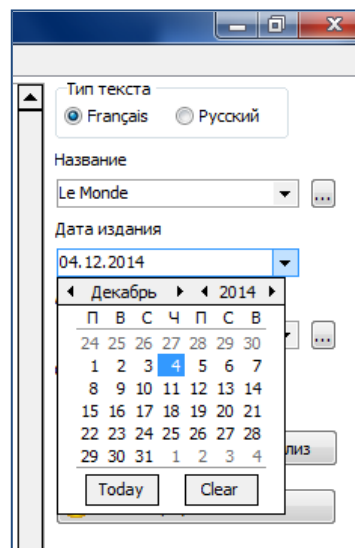 Тип текста
Français Русский
Название
Le Monde
...
Дата издания
04.12.2014
Декабрь 2014
П В С Ч П С В
24 25 26 27 28 29 30
1 2 3 4 5 6 7
...
8 9 10 11 12 13 14
15 16 17 18 19 20 21
22 23 24 25 26 27 28
29 30 31 1 2 3 4
лиз
Today Clear